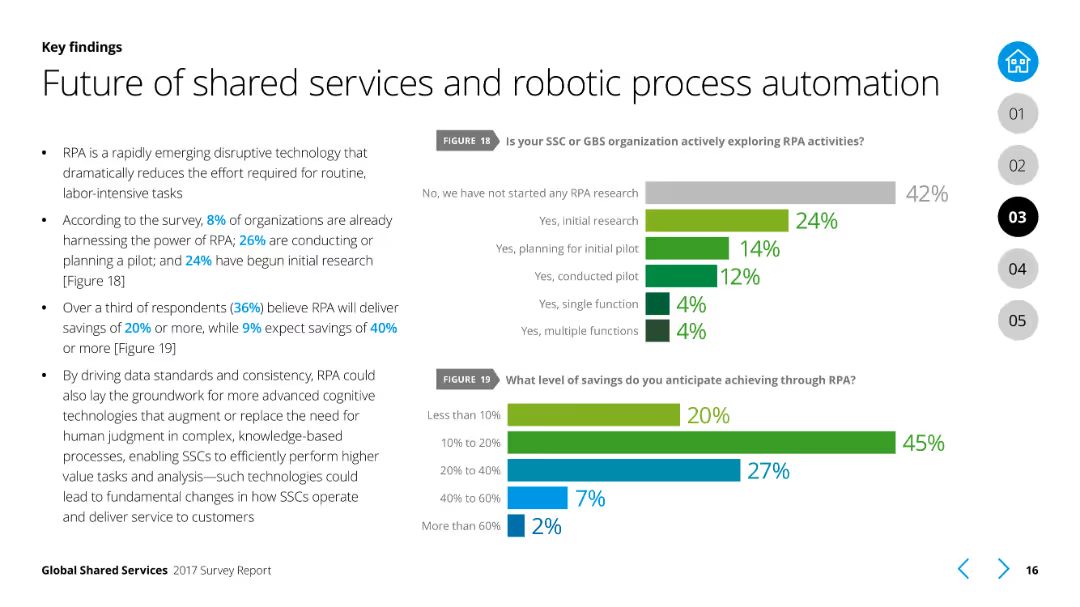 Key findings
Future of shared services and robotic process automation
• RPA is a rapidly emerging disruptive technology that
dramatically reduces the effort required for routine,
labor-intensive tasks
• According to the survey, 8% of organizations are already
harnessing the power of RPA; 26% are conducting or
planning a pilot; and 24% have begun initial research
[Figure 18]
• Over a third of respondents (36%) believe RPA will deliver
savings of 20% or more, while 9% expect savings of 40%
or more [Figure 19]
• By driving data standards and consistency, RPA could
also lay the groundwork for more advanced cognitive
technologies that augment or replace the need for
human judgment in complex, knowledge-based
processes, enabling SSCs to efficiently perform higher
value tasks and analysis—such technologies could
lead to fundamental changes in how SSCs operate
and deliver service to customers
FIGURE 18 Is your SSC or GBS organization actively exploring RPA activities?
No, we have not started any RPA research 42%
Yes, initial research 24%
Yes, planning for initial pilot 14%
Yes, conducted pilot 12%
Yes, single function 4%
Yes, multiple functions 4%
FIGURE 19 What level of savings do you anticipate achieving through RPA?
Less than 10% 20%
10% to 20% 45%
20% to 40% 27%
40% to 60% 7%
More than 60% 2%
01
02
03
04
05
Global Shared Services 2017 Survey Report
16